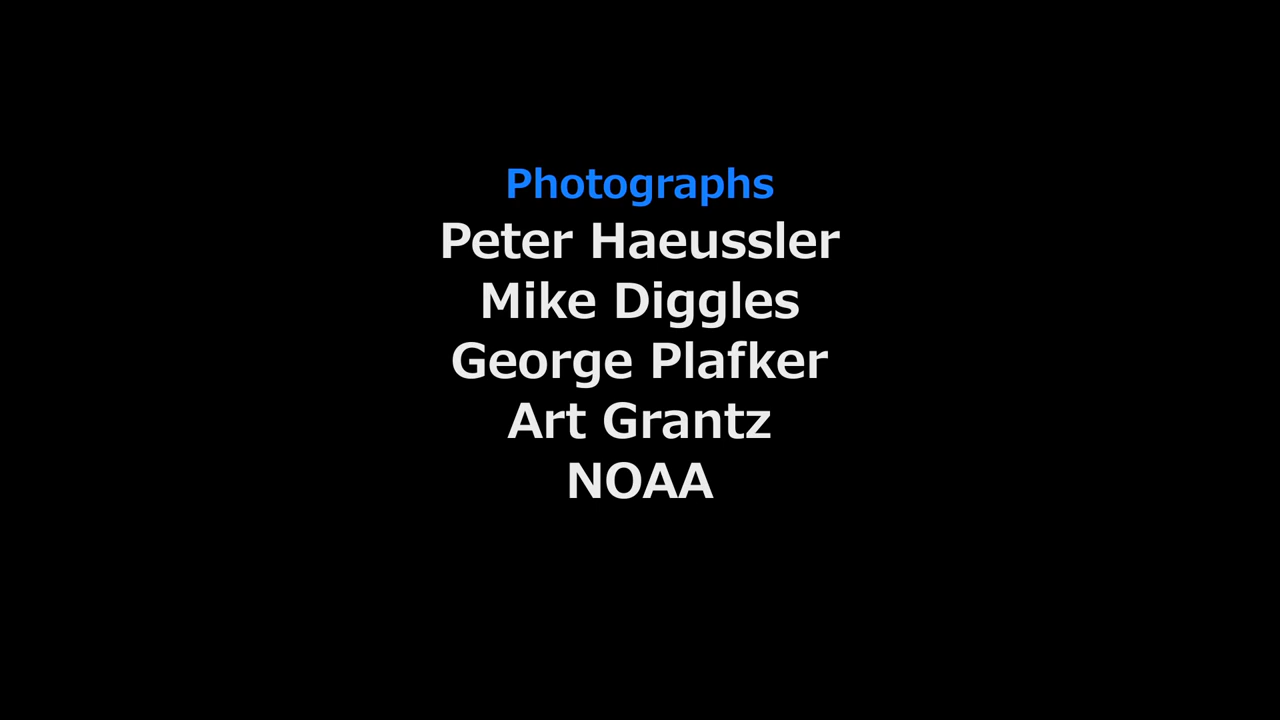 Photographs
Peter Haeussler
Mike Diggles
George Plafker
Art Grantz
NOAA